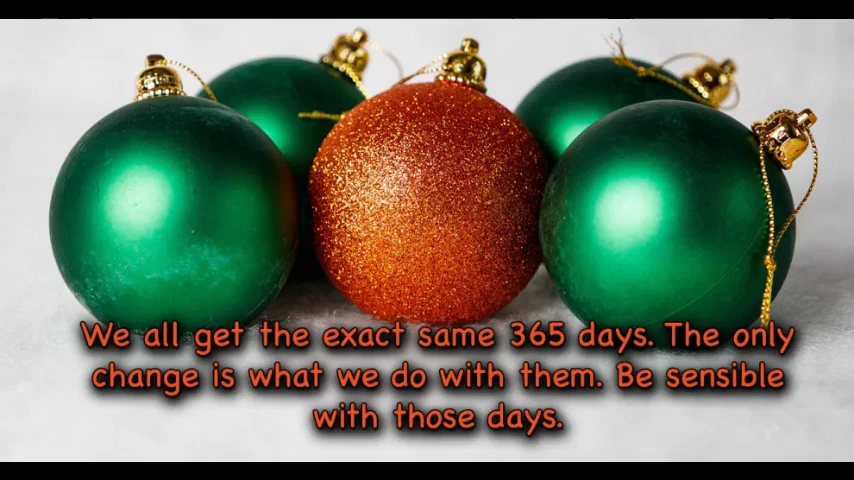 We all get the exact same 365 days. The only
change is what we do with them. Be sensible
with those days.